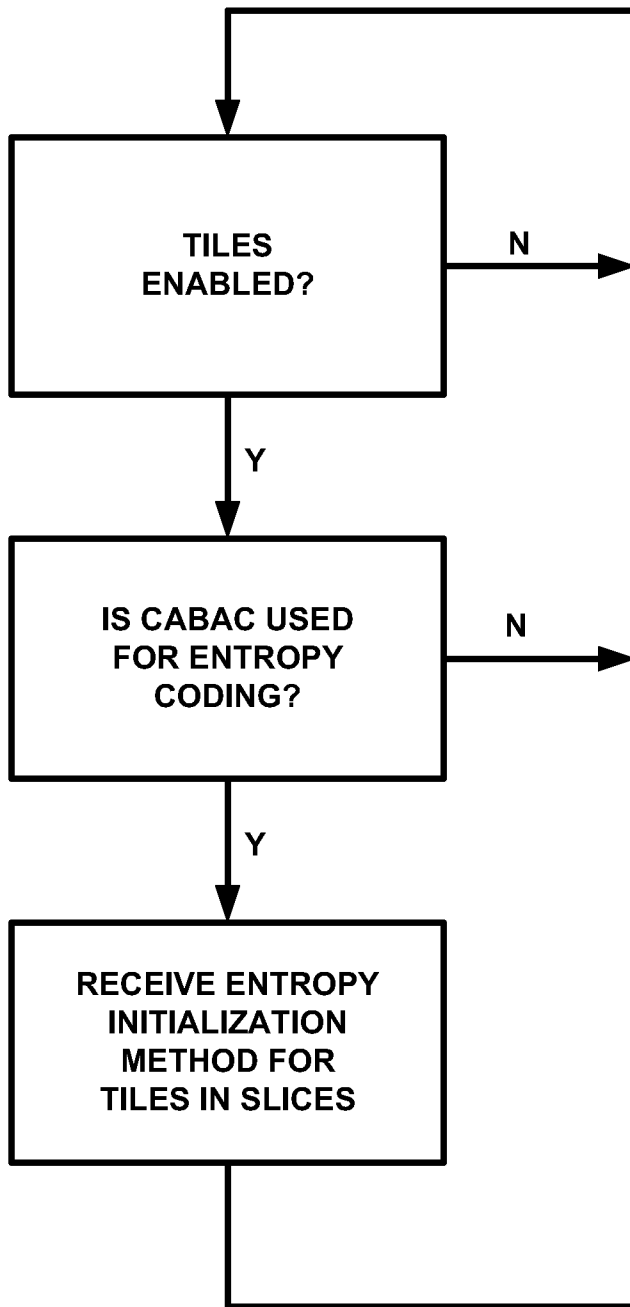 TILES
ENABLED?
N
Y
IS CABAC USED
FOR ENTROPY
CODING?
N
Y
RECEIVE ENTROPY
INITIALIZATION
METHOD FOR
TILES IN SLICES